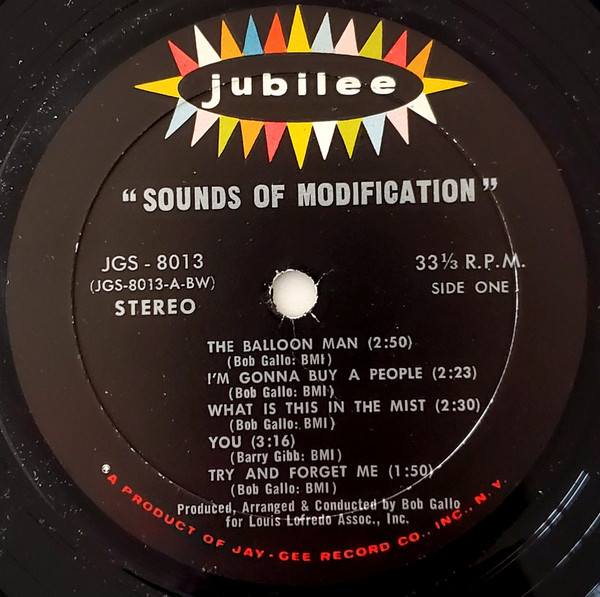 jubilee
"SOUNDS OF MODIFICATION"
JGS - 8013
(JGS-8013-A-BW)
STEREO
33⅓ R.P.M.
SIDE ONE
THE BALLOON MAN (2:50)
(Bob Gallo: BMI)
I'M GONNA BUY A PEOPLE (2:23)
(Bob Gallo: BMI)
WHAT IS THIS IN THE MIST (2:30)
(Bob Gallo: BMI)
YOU (3:16)
(Barry Gibb: BMI)
TRY AND FORGET ME (1:50)
(Bob Gallo: BMI)
Produced, Arranged & Conducted by Bob Gallo
for Louis Lofredo Assoc., Inc.
A PRODUCT OF JAY-GEE RECORD CO., INC., N.Y.